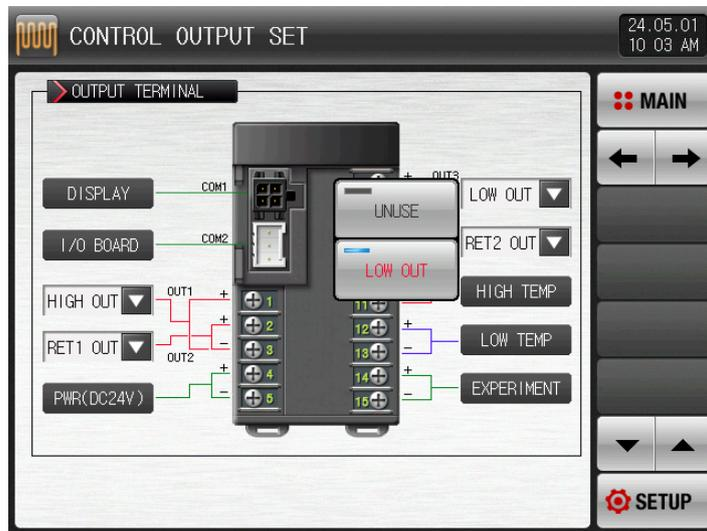 CONTROL OUTPUT SET
24.05.01
10 03 AM
OUTPUT TERMINAL
MAIN
DISPLAY
COM1
OUT3
+
UNUSE
LOW OUT
I/O BOARD
COM2
LOW OUT
RET2 OUT
HIGH OUT
OUT1
+
1
11
HIGH TEMP
+
2
12
+
RET1 OUT
OUT2
-
3
13
-
LOW TEMP
+
4
14
+
PWR(DC24V)
-
5
15
-
EXPERIMENT
SETUP